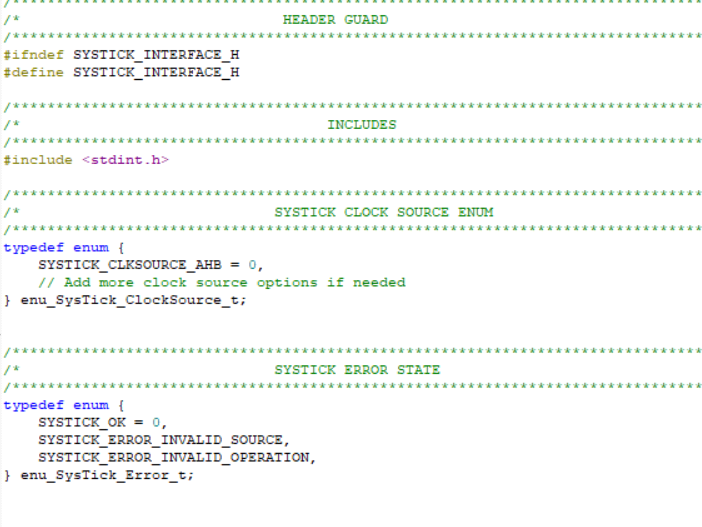 /******************************************************************************
/*                              HEADER GUARD
/******************************************************************************
#ifndef SYSTICK_INTERFACE_H
#define SYSTICK_INTERFACE_H

/******************************************************************************
/*                                   INCLUDES
/******************************************************************************
#include <stdint.h>

/******************************************************************************
/*                             SYSTICK CLOCK SOURCE ENUM
/******************************************************************************
typedef enum {
    SYSTICK_CLKSOURCE_AHB = 0,
    // Add more clock source options if needed
} enu_SysTick_ClockSource_t;

/******************************************************************************
/*                             SYSTICK ERROR STATE
/******************************************************************************
typedef enum {
    SYSTICK_OK = 0,
    SYSTICK_ERROR_INVALID_SOURCE,
    SYSTICK_ERROR_INVALID_OPERATION,
} enu_SysTick_Error_t;